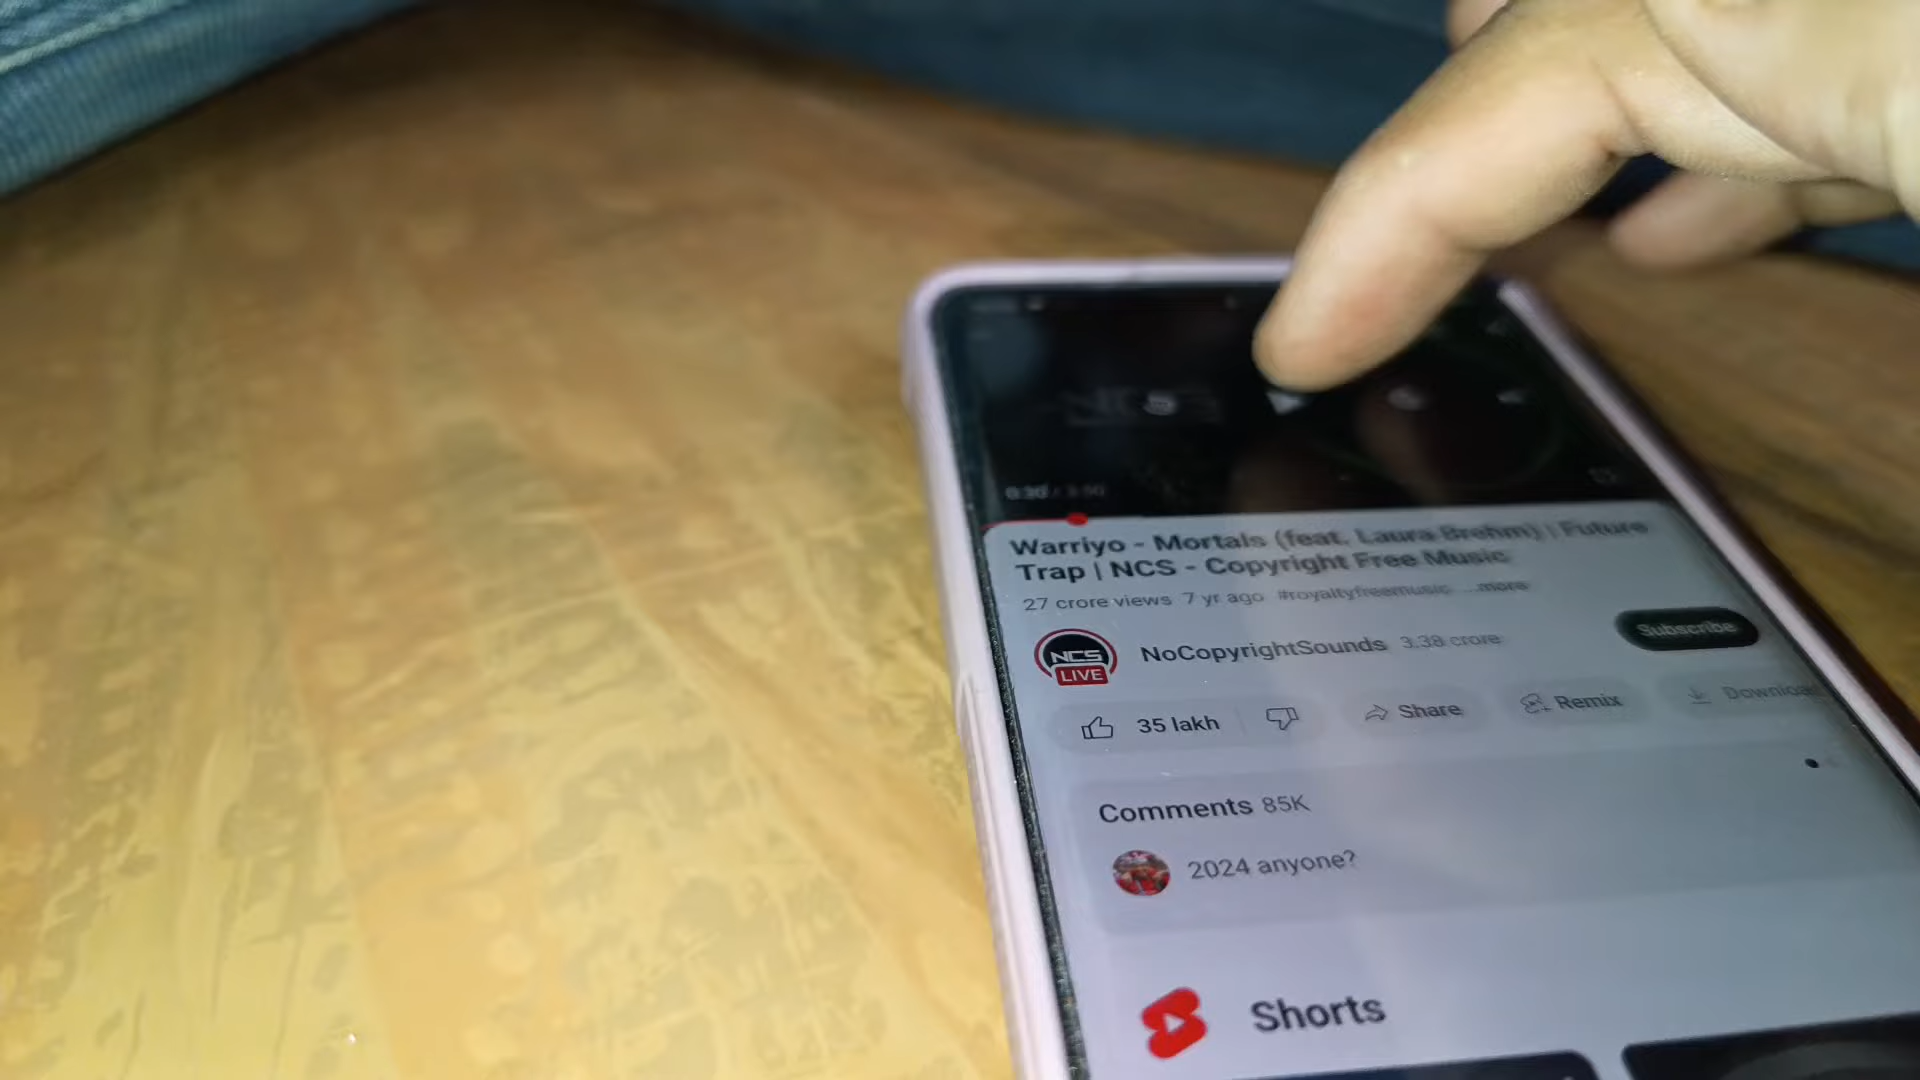 Warriyo - Mortals (feat. Laura Brehm) | Future
Trap | NCS - Copyright Free Music
27 crore views 7 yr ago #royaltyfreemusic ...more
NCS
LIVE
NoCopyrightSounds 3.38 crore
Subscribe
35 lakh Share Remix Download
Comments 85K
2024 anyone?
Shorts